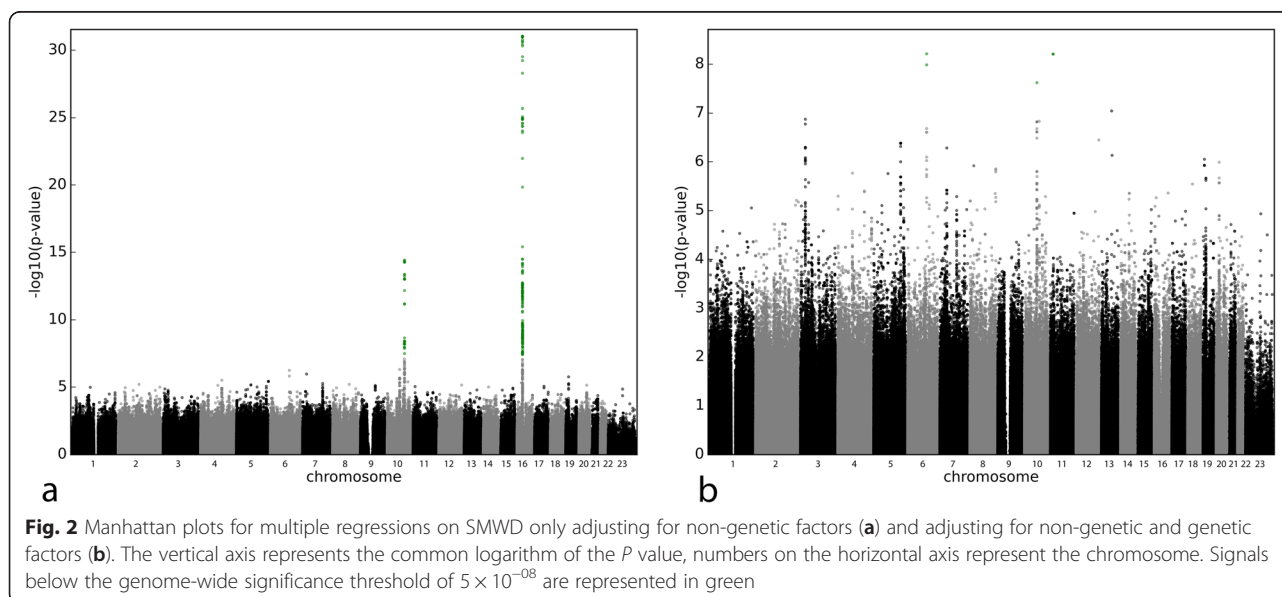 30
25
20
15
10
5
0
-log10(p-value)
1 2 3 4 5 6 7 8 9 10 11 12 13 14 15 16 17 18 19 20 21 22 23
chromosome
a
8
7
6
5
4
3
2
1
0
-log10(p-value)
1 2 3 4 5 6 7 8 9 10 11 12 13 14 15 16 17 18 19 20 21 22 23
chromosome
b
Fig. 2 Manhattan plots for multiple regressions on SMWD only adjusting for non-genetic factors (a) and adjusting for non-genetic and genetic
factors (b). The vertical axis represents the common logarithm of the P value, numbers on the horizontal axis represent the chromosome. Signals
below the genome-wide significance threshold of 5 × 10⁻⁰⁸ are represented in green